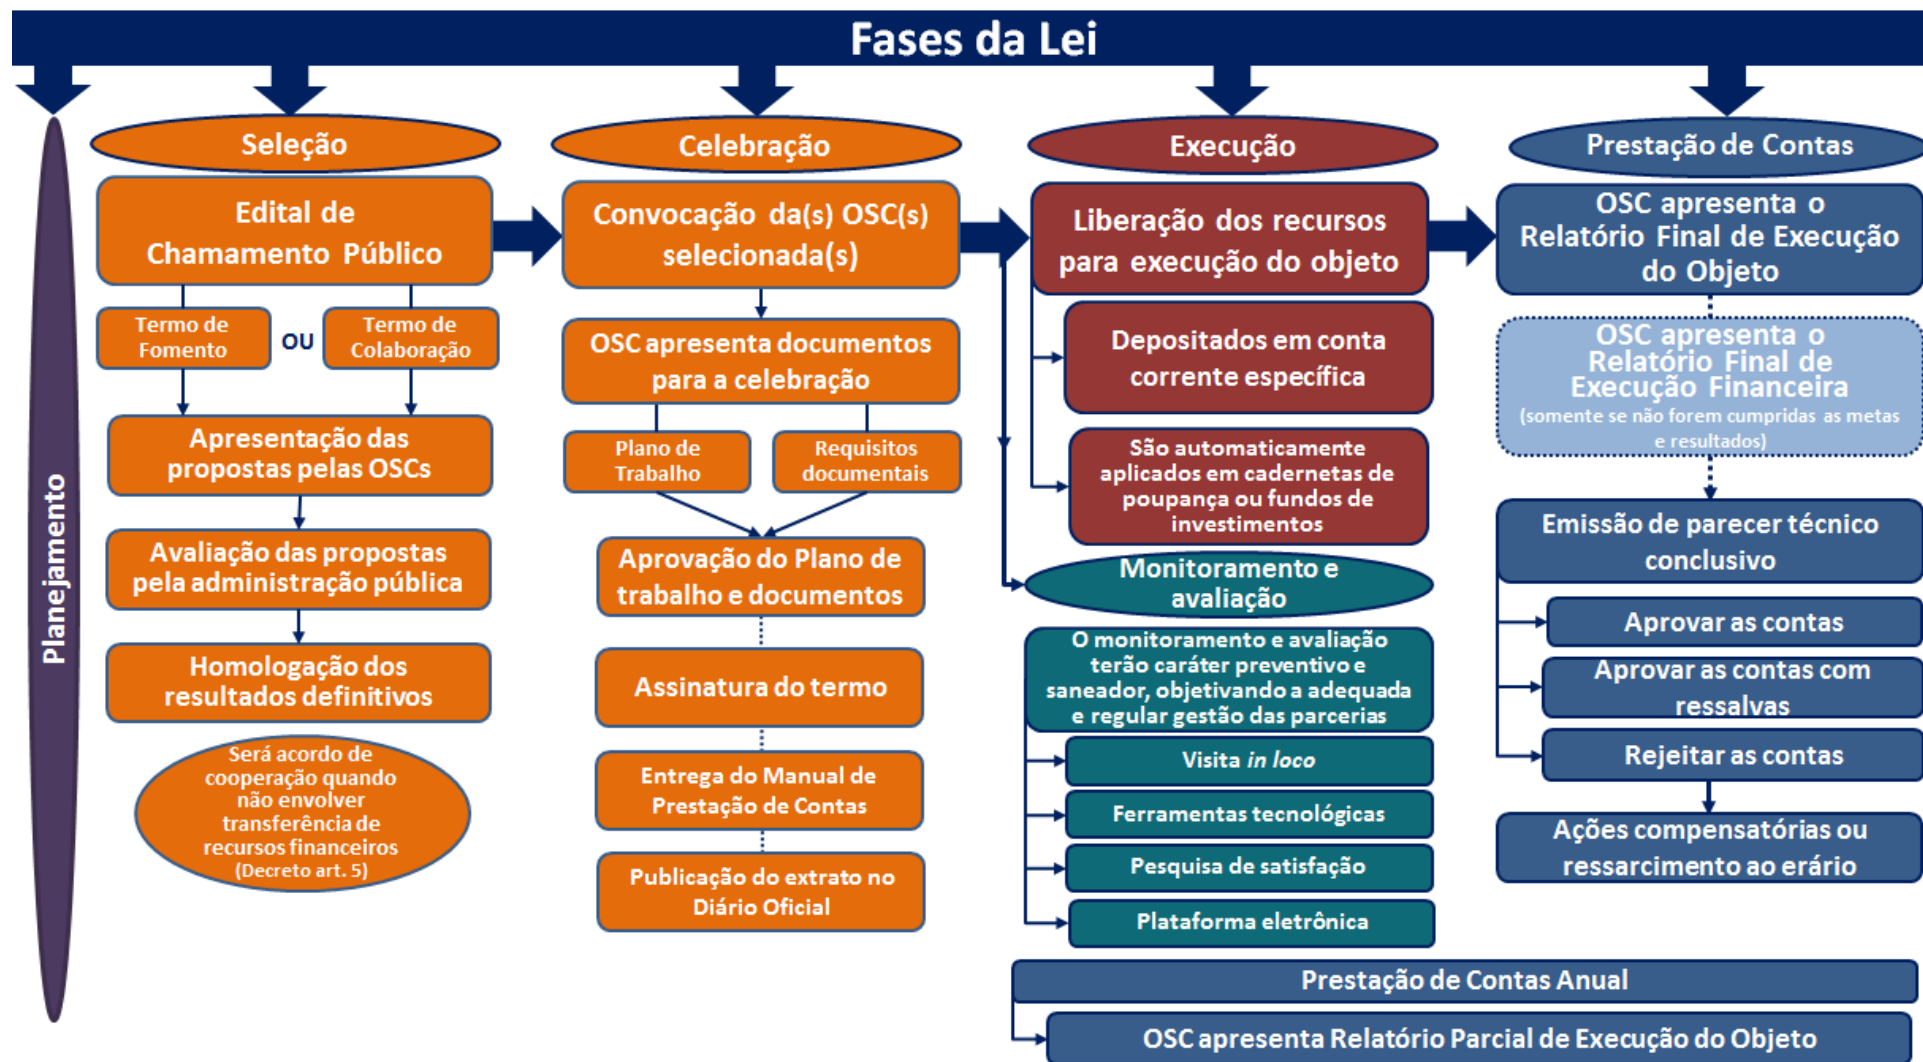 Fases da Lei
Planejamento
Seleção
Edital de
Chamamento Público
Termo de
Fomento
OU
Termo de
Colaboração
Apresentação das
propostas pelas OSCs
Avaliação das propostas
pela administração pública
Homologação dos
resultados definitivos
Será acordo de
cooperação quando
não envolver
transferência de
recursos financeiros
(Decreto art. 5)
Celebração
Convocação da(s) OSC(s)
selecionada(s)
OSC apresenta documentos
para a celebração
Plano de
Trabalho
Requisitos
documentais
Aprovação do Plano de
trabalho e documentos
Assinatura do termo
Entrega do Manual de
Prestação de Contas
Publicação do extrato no
Diário Oficial
Execução
Liberação dos recursos
para execução do objeto
Depositados em conta
corrente específica
São automaticamente
aplicados em cadernetas de
poupança ou fundos de
investimentos
Monitoramento e
avaliação
O monitoramento e avaliação
terão caráter preventivo e
saneador, objetivando a adequada
e regular gestão das parcerias
Visita in loco
Ferramentas tecnológicas
Pesquisa de satisfação
Plataforma eletrônica
Prestação de Contas
OSC apresenta o
Relatório Final de Execução
do Objeto
OSC apresenta o
Relatório Final de
Execução Financeira
(somente se não forem cumpridas as metas
e resultados)
Emissão de parecer técnico
conclusivo
Aprovar as contas
Aprovar as contas com
ressalvas
Rejeitar as contas
Ações compensatórias ou
ressarcimento ao erário
Prestação de Contas Anual
OSC apresenta Relatório Parcial de Execução do Objeto